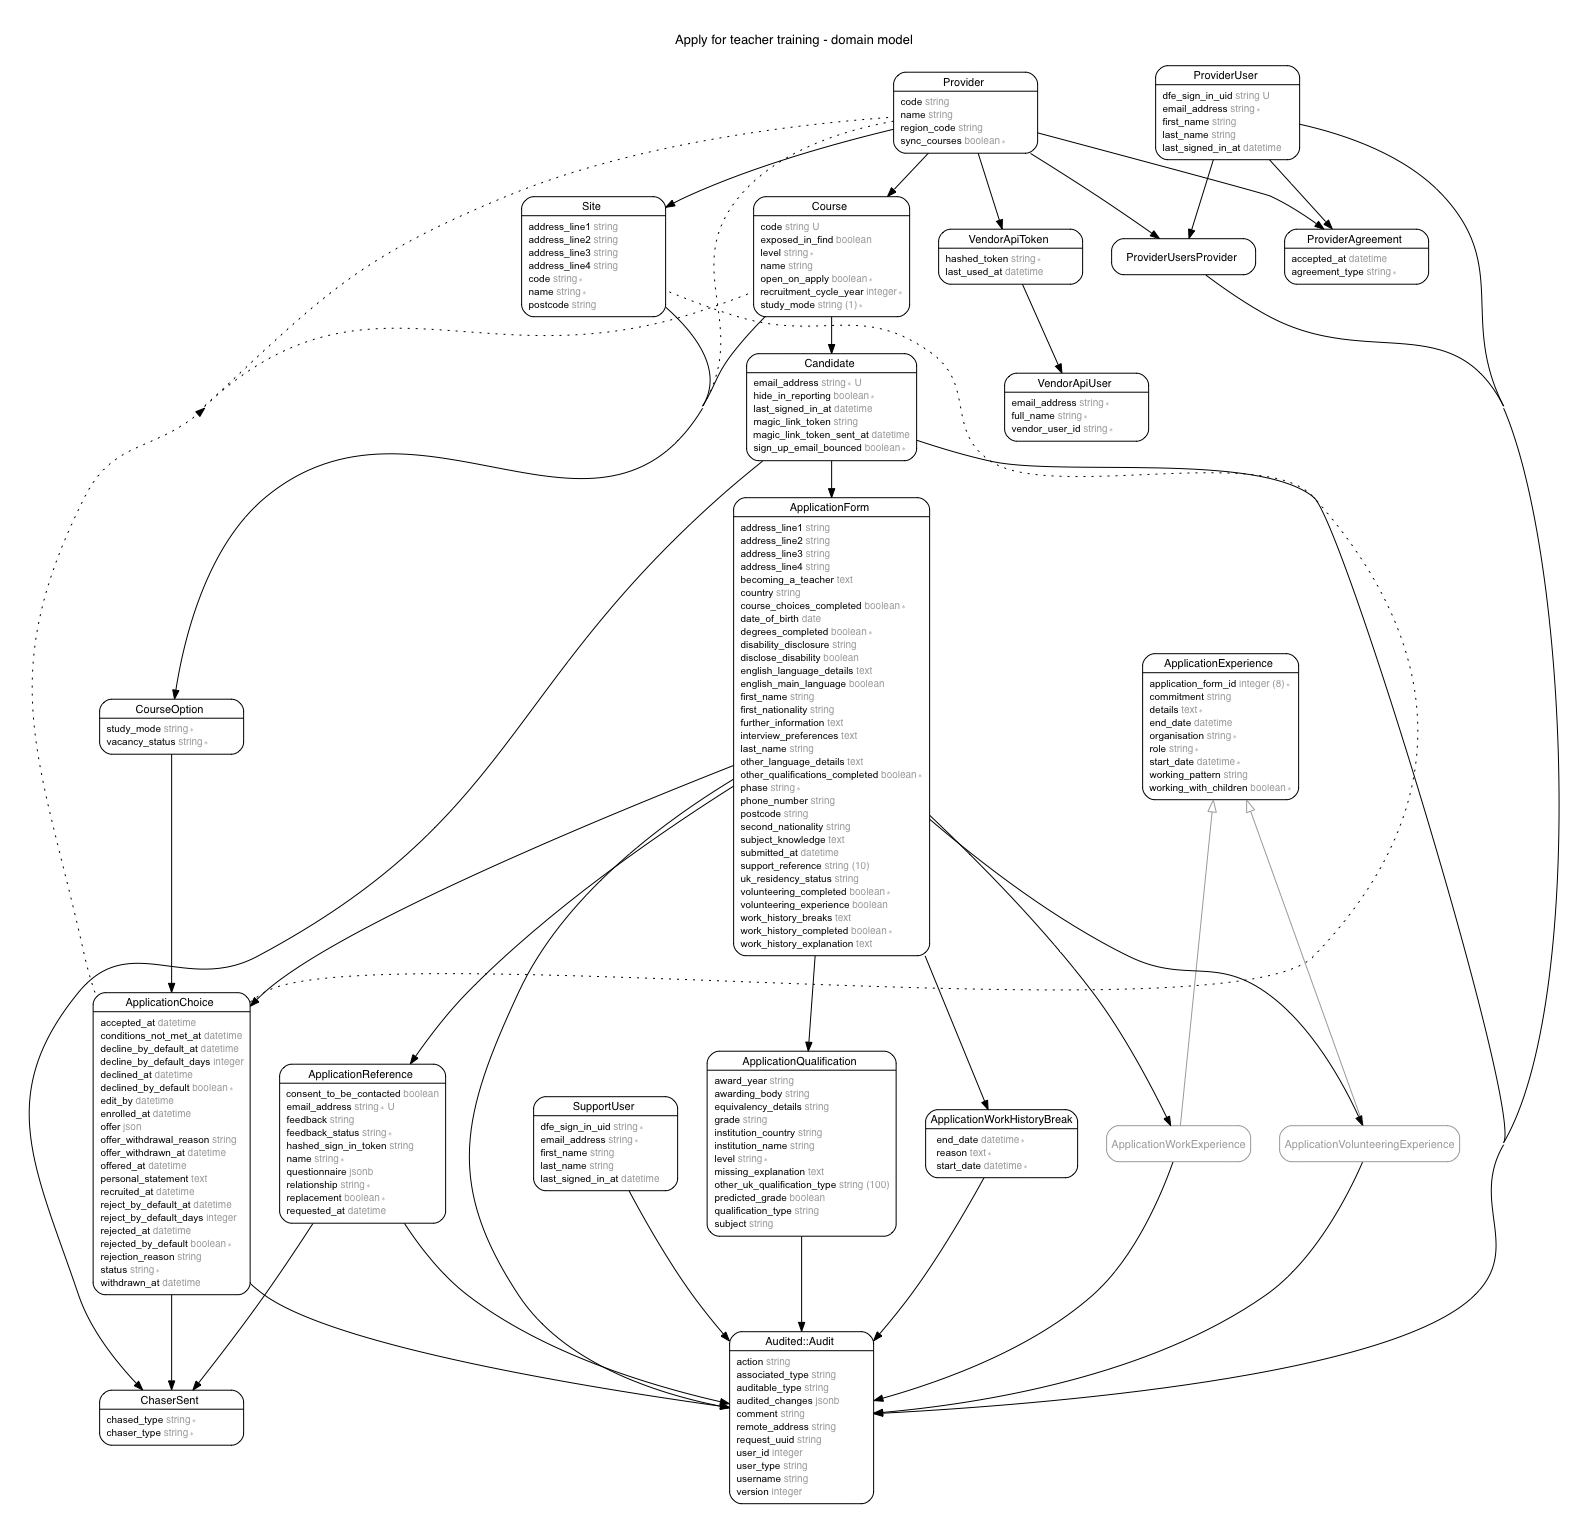 Apply for teacher training - domain model
Provider
code string
name string
region_code string
sync_courses boolean *
ProviderUser
dfe_sign_in_uid string U
email_address string *
first_name string
last_name string
last_signed_in_at datetime
Site
address_line1 string
address_line2 string
address_line3 string
address_line4 string
code string *
name string *
postcode string
Course
code string U
exposed_in_find boolean
level string *
name string
open_on_apply boolean *
recruitment_cycle_year integer *
study_mode string (1) *
VendorApiToken
hashed_token string *
last_used_at datetime
ProviderUsersProvider
ProviderAgreement
accepted_at datetime
agreement_type string *
Candidate
email_address string * U
hide_in_reporting boolean *
last_signed_in_at datetime
magic_link_token string
magic_link_token_sent_at datetime
sign_up_email_bounced boolean *
VendorApiUser
email_address string *
full_name string *
vendor_user_id string *
ApplicationForm
address_line1 string
address_line2 string
address_line3 string
address_line4 string
becoming_a_teacher text
country string
course_choices_completed boolean *
date_of_birth date
degrees_completed boolean *
disability_disclosure string
disclose_disability boolean
english_language_details text
english_main_language boolean
first_name string
first_nationality string
further_information text
interview_preferences text
last_name string
other_language_details text
other_qualifications_completed boolean *
phase string *
phone_number string
postcode string
second_nationality string
subject_knowledge text
submitted_at datetime
support_reference string (10)
uk_residency_status string
volunteering_completed boolean *
volunteering_experience boolean
work_history_breaks text
work_history_completed boolean *
work_history_explanation text
ApplicationExperience
application_form_id integer (8) *
commitment string
details text *
end_date datetime
organisation string *
role string *
start_date datetime *
working_pattern string
working_with_children boolean *
CourseOption
study_mode string *
vacancy_status string *
ApplicationChoice
accepted_at datetime
conditions_not_met_at datetime
decline_by_default_at datetime
decline_by_default_days integer
declined_at datetime
declined_by_default boolean *
edit_by datetime
enrolled_at datetime
offer json
offer_withdrawal_reason string
offer_withdrawn_at datetime
offered_at datetime
personal_statement text
recruited_at datetime
reject_by_default_at datetime
reject_by_default_days integer
rejected_at datetime
rejected_by_default boolean *
rejection_reason string
status string *
withdrawn_at datetime
ApplicationReference
consent_to_be_contacted boolean
email_address string * U
feedback string
feedback_status string *
hashed_sign_in_token string
name string *
questionnaire jsonb
relationship string *
replacement boolean *
requested_at datetime
SupportUser
dfe_sign_in_uid string *
email_address string *
first_name string
last_name string
last_signed_in_at datetime
ApplicationQualification
award_year string
awarding_body string
equivalency_details string
grade string
institution_country string
institution_name string
level string *
missing_explanation text
other_uk_qualification_type string (100)
predicted_grade boolean
qualification_type string
subject string
ApplicationWorkHistoryBreak
end_date datetime *
reason text *
start_date datetime *
ApplicationWorkExperience
ApplicationVolunteeringExperience
ChaserSent
chased_type string *
chaser_type string *
Audited::Audit
action string
associated_type string
auditable_type string
audited_changes jsonb
comment string
remote_address string
request_uuid string
user_id integer
user_type string
username string
version integer